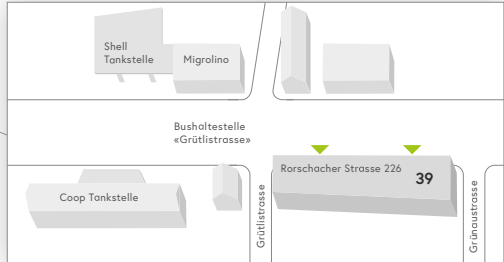 Shell
Tankstelle
Migrolino
Bushaltestelle
«Grütlistrasse»
Rorschacher Strasse 226
39
Coop Tankstelle
Grütlistrasse
Grünaustrasse